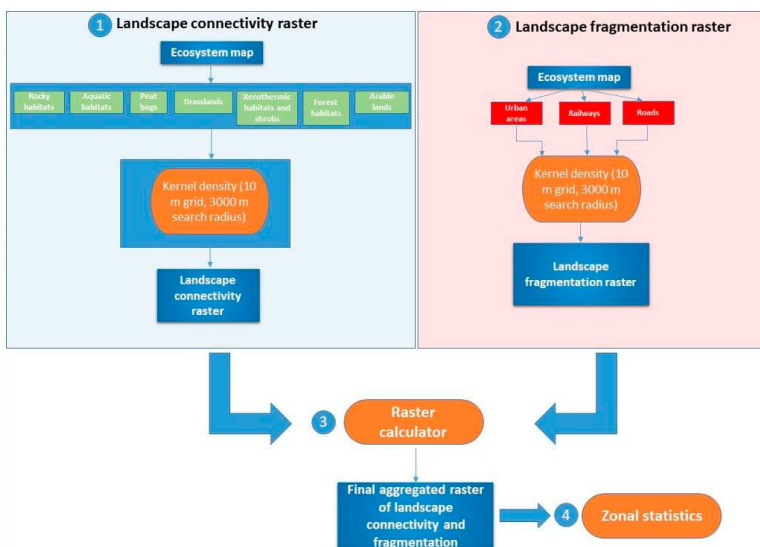 1 Landscape connectivity raster
Ecosystem map
Rocky
habitats
Aquatic
habitats
Peat
bogs
Grasslands
Xerothermic
habitats and
shrubs
Forest
habitats
Arable
lands
Kernel density (10
m grid, 3000 m
search radius)
Landscape
connectivity
raster
2 Landscape fragmentation raster
Ecosystem map
Urban
areas
Railways
Roads
Kernel density (10
m grid, 3000 m
search radius)
Landscape
fragmentation raster
3
Raster
calculator
Final aggregated raster
of landscape
connectivity and
fragmentation
4
Zonal statistics